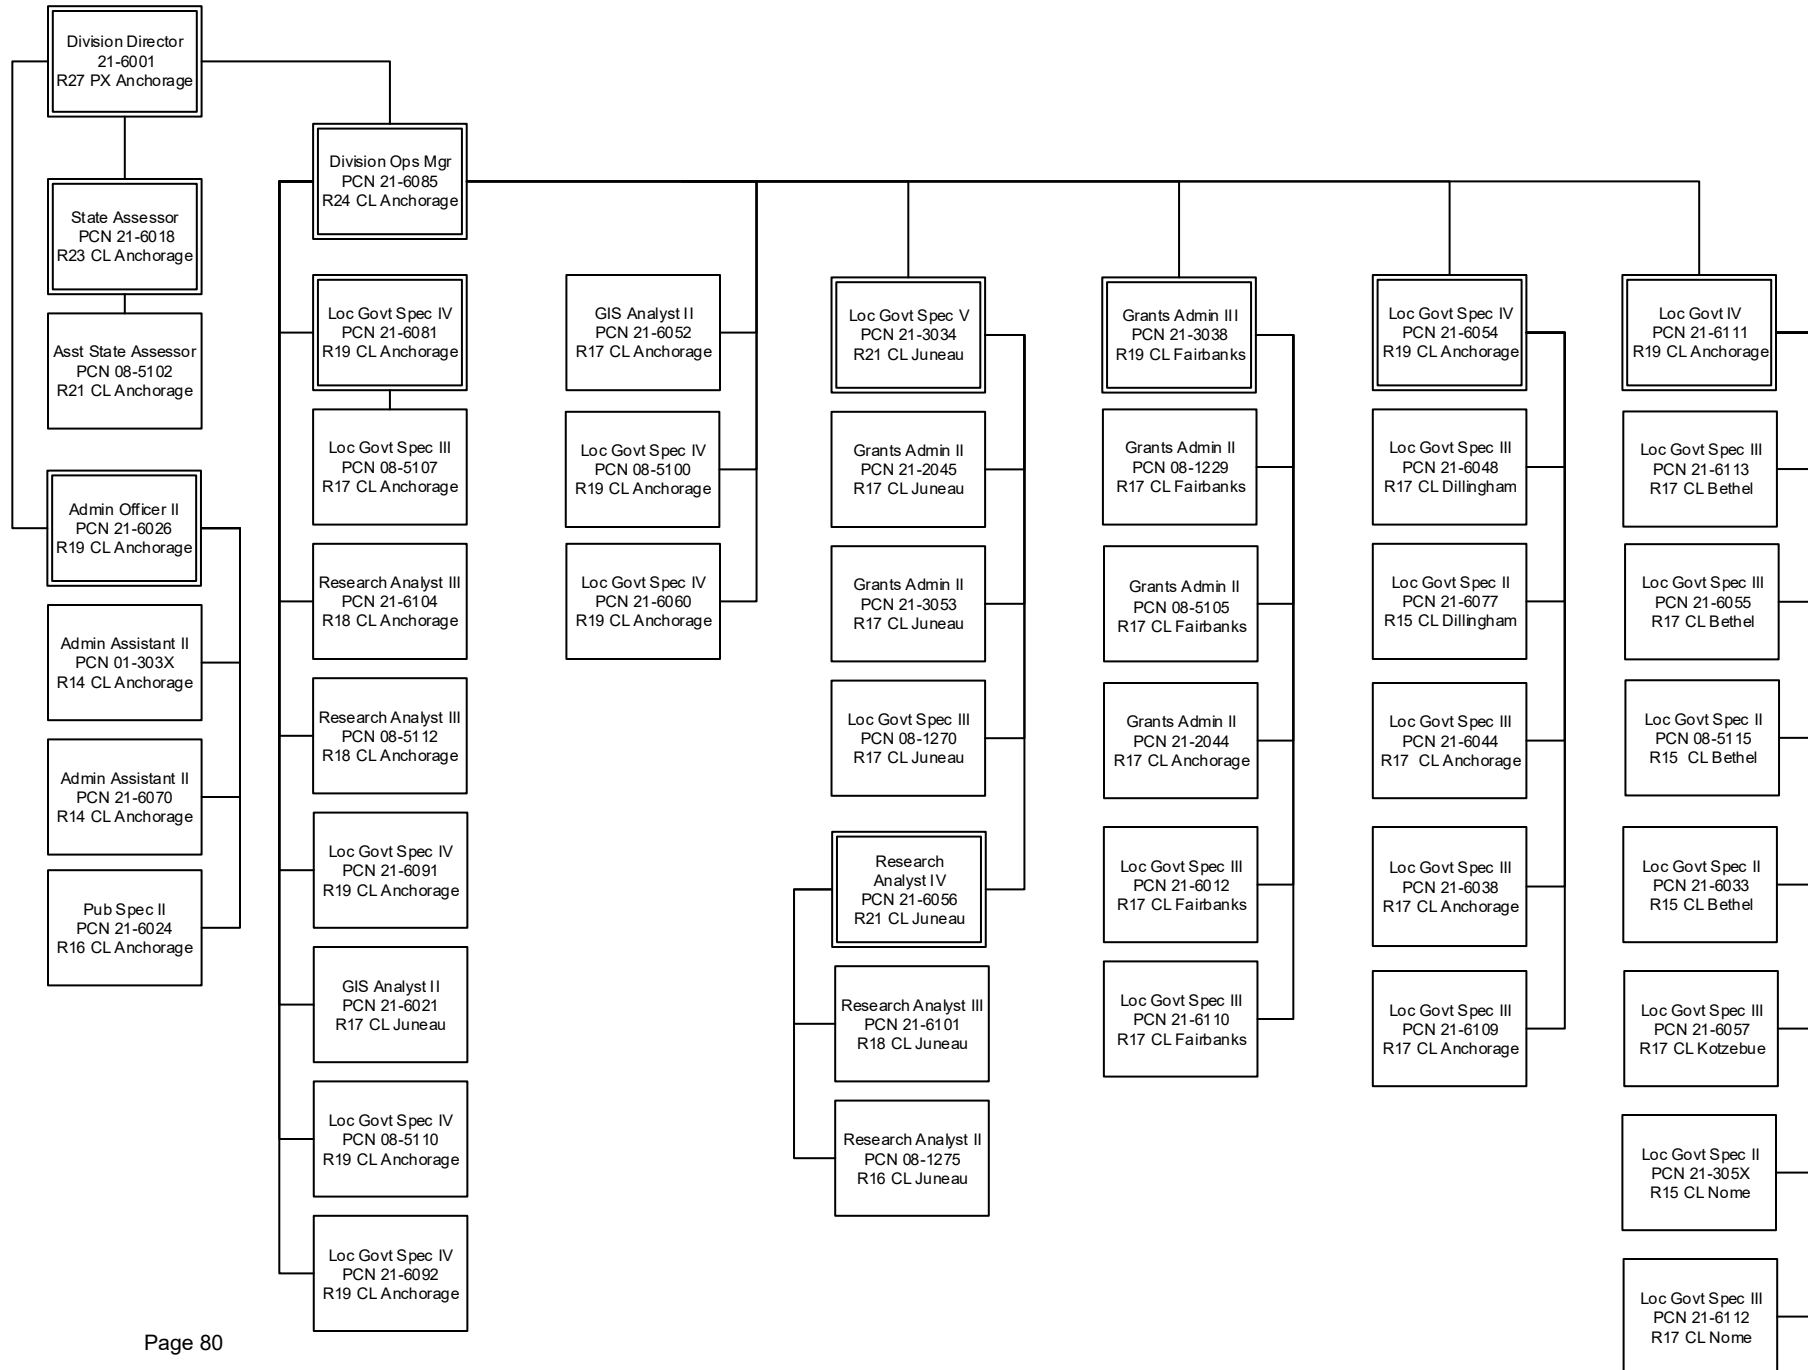 Division Director
21-6001
R27 PX Anchorage
State Assessor
PCN 21-6018
R23 CL Anchorage
Asst State Assessor
PCN 08-5102
R21 CL Anchorage
Admin Officer II
PCN 21-6026
R19 CL Anchorage
Admin Assistant II
PCN 01-303X
R14 CL Anchorage
Admin Assistant II
PCN 21-6070
R14 CL Anchorage
Pub Spec II
PCN 21-6024
R16 CL Anchorage
Division Ops Mgr
PCN 21-6085
R24 CL Anchorage
Loc Govt Spec IV
PCN 21-6081
R19 CL Anchorage
Loc Govt Spec III
PCN 08-5107
R17 CL Anchorage
Research Analyst III
PCN 21-6104
R18 CL Anchorage
Research Analyst III
PCN 08-5112
R18 CL Anchorage
Loc Govt Spec IV
PCN 21-6091
R19 CL Anchorage
GIS Analyst II
PCN 21-6021
R17 CL Juneau
Loc Govt Spec IV
PCN 08-5110
R19 CL Anchorage
Loc Govt Spec IV
PCN 21-6092
R19 CL Anchorage
GIS Analyst II
PCN 21-6052
R17 CL Anchorage
Loc Govt Spec IV
PCN 08-5100
R19 CL Anchorage
Loc Govt Spec IV
PCN 21-6060
R19 CL Anchorage
Loc Govt Spec V
PCN 21-3034
R21 CL Juneau
Grants Admin II
PCN 21-2045
R17 CL Juneau
Grants Admin II
PCN 21-3053
R17 CL Juneau
Loc Govt Spec III
PCN 08-1270
R17 CL Juneau
Research
Analyst IV
PCN 21-6056
R21 CL Juneau
Research Analyst III
PCN 21-6101
R18 CL Juneau
Research Analyst II
PCN 08-1275
R16 CL Juneau
Grants Admin III
PCN 21-3038
R19 CL Fairbanks
Grants Admin II
PCN 08-1229
R17 CL Fairbanks
Grants Admin II
PCN 08-5105
R17 CL Fairbanks
Grants Admin II
PCN 21-2044
R17 CL Anchorage
Loc Govt Spec III
PCN 21-6012
R17 CL Fairbanks
Loc Govt Spec III
PCN 21-6110
R17 CL Fairbanks
Loc Govt Spec IV
PCN 21-6054
R19 CL Anchorage
Loc Govt Spec III
PCN 21-6048
R17 CL Dillingham
Loc Govt Spec II
PCN 21-6077
R15 CL Dillingham
Loc Govt Spec III
PCN 21-6044
R17 CL Anchorage
Loc Govt Spec III
PCN 21-6038
R17 CL Anchorage
Loc Govt Spec III
PCN 21-6109
R17 CL Anchorage
Loc Govt IV
PCN 21-6111
R19 CL Anchorage
Loc Govt Spec III
PCN 21-6113
R17 CL Bethel
Loc Govt Spec III
PCN 21-6055
R17 CL Bethel
Loc Govt Spec II
PCN 08-5115
R15 CL Bethel
Loc Govt Spec II
PCN 21-6033
R15 CL Bethel
Loc Govt Spec III
PCN 21-6057
R17 CL Kotzebue
Loc Govt Spec II
PCN 21-305X
R15 CL Nome
Loc Govt Spec III
PCN 21-6112
R17 CL Nome
Page 80